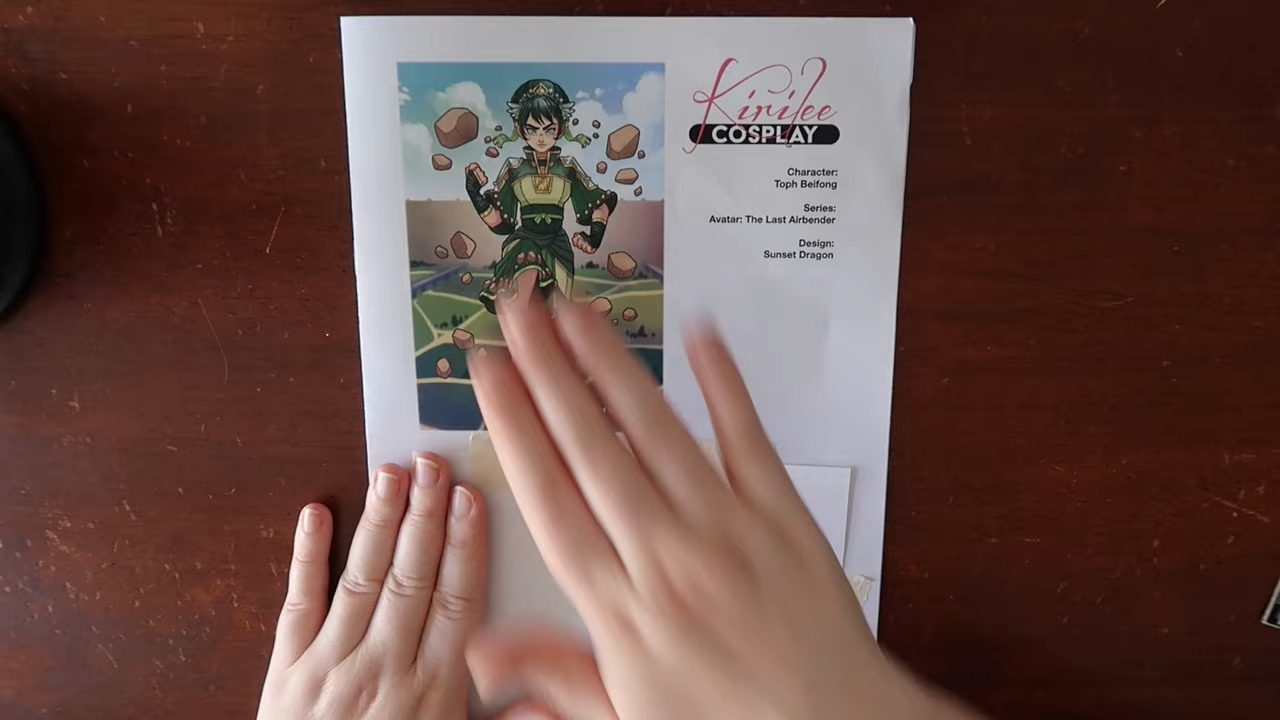 Kirilee
COSPLAY
Character:
Toph Beifong
Series:
Avatar: The Last Airbender
Design:
Sunset Dragon